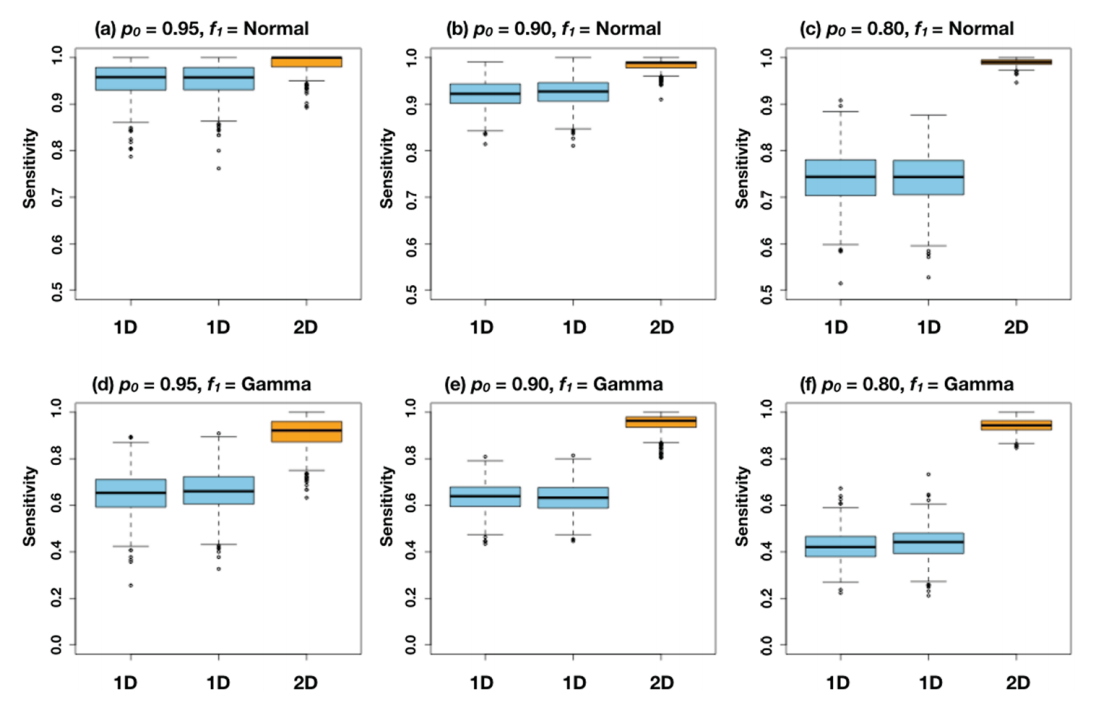 (a) p₀ = 0.95, f₁ = Normal
(b) p₀ = 0.90, f₁ = Normal
(c) p₀ = 0.80, f₁ = Normal
Sensitivity
1.0
0.9
0.8
0.7
0.6
0.5
1D 1D 2D
Sensitivity
1.0
0.9
0.8
0.7
0.6
0.5
1D 1D 2D
Sensitivity
1.0
0.9
0.8
0.7
0.6
0.5
1D 1D 2D
(d) p₀ = 0.95, f₁ = Gamma
(e) p₀ = 0.90, f₁ = Gamma
(f) p₀ = 0.80, f₁ = Gamma
Sensitivity
1.0
0.8
0.6
0.4
0.2
0.0
1D 1D 2D
Sensitivity
1.0
0.8
0.6
0.4
0.2
0.0
1D 1D 2D
Sensitivity
1.0
0.8
0.6
0.4
0.2
0.0
1D 1D 2D